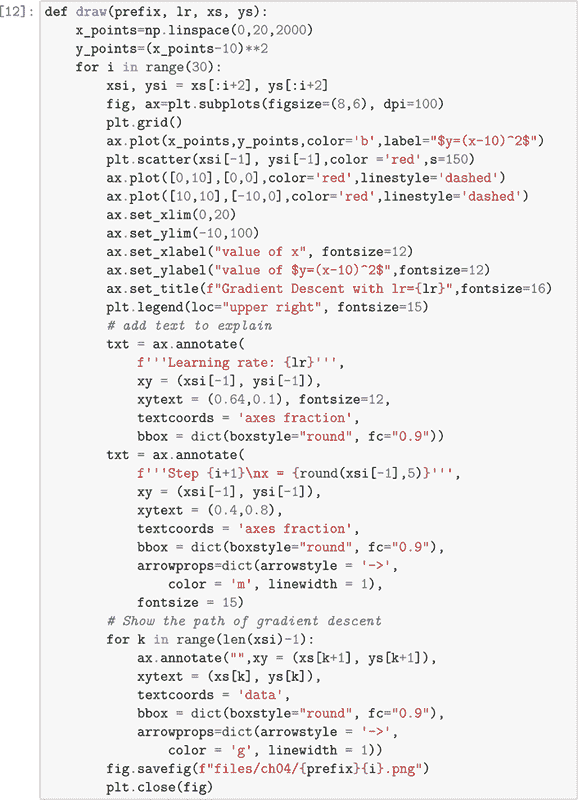 [12]: def draw(prefix, lr, xs, ys):
    x_points=np.linspace(0,20,2000)
    y_points=(x_points-10)**2
    for i in range(30):
        xsi, ysi = xs[:i+2], ys[:i+2]
        fig, ax=plt.subplots(figsize=(8,6), dpi=100)
        plt.grid()
        ax.plot(x_points,y_points,color='b',label="$y=(x-10)^2$")
        plt.scatter(xsi[-1], ysi[-1],color ='red',s=150)
        ax.plot([0,10],[0,0],color='red',linestyle='dashed')
        ax.plot([10,10],[-10,0],color='red',linestyle='dashed')
        ax.set_xlim(0,20)
        ax.set_ylim(-10,100)
        ax.set_xlabel("value of x", fontsize=12)
        ax.set_ylabel("value of $y=(x-10)^2$",fontsize=12)
        ax.set_title(f"Gradient Descent with lr={lr}",fontsize=16)
        plt.legend(loc="upper right", fontsize=15)
        # add text to explain
        txt = ax.annotate(
            f'''Learning rate: {lr}''',
            xy = (xsi[-1], ysi[-1]),
            xytext = (0.64,0.1), fontsize=12,
            textcoords = 'axes fraction',
            bbox = dict(boxstyle="round", fc="0.9"))
        txt = ax.annotate(
            f'''Step {i+1}\nx = {round(xsi[-1],5)}''',
            xy = (xsi[-1], ysi[-1]),
            xytext = (0.4,0.8),
            textcoords = 'axes fraction',
            bbox = dict(boxstyle="round", fc="0.9"),
            arrowprops=dict(arrowstyle = '->',
                color = 'm', linewidth = 1),
            fontsize = 15)
        # Show the path of gradient descent
        for k in range(len(xsi)-1):
            ax.annotate("",xy = (xs[k+1], ys[k+1]),
            xytext = (xs[k], ys[k]),
            textcoords = 'data',
            bbox = dict(boxstyle="round", fc="0.9"),
            arrowprops=dict(arrowstyle = '->',
                color = 'g', linewidth = 1))
        fig.savefig(f"files/ch04/{prefix}{i}.png")
        plt.close(fig)